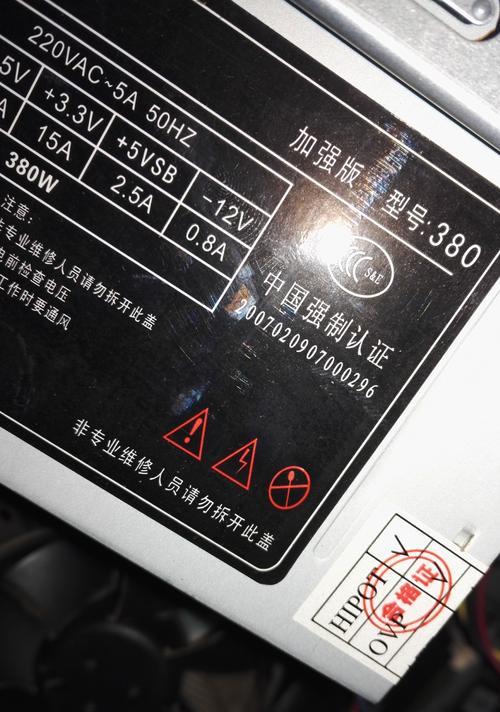 加强版 型号:380
220VAC~5A 50HZ
5V +3.3V +5VSB -12V
A 15A 2.5A 0.8A
380W
S&E
中国强制认证
2007020907000296
注意:
非专业维修人员请勿拆开此盖
电前检查电压
工作时要通风
非专业维修人员请勿拆开此盖
HIPOT
OVP
合格证